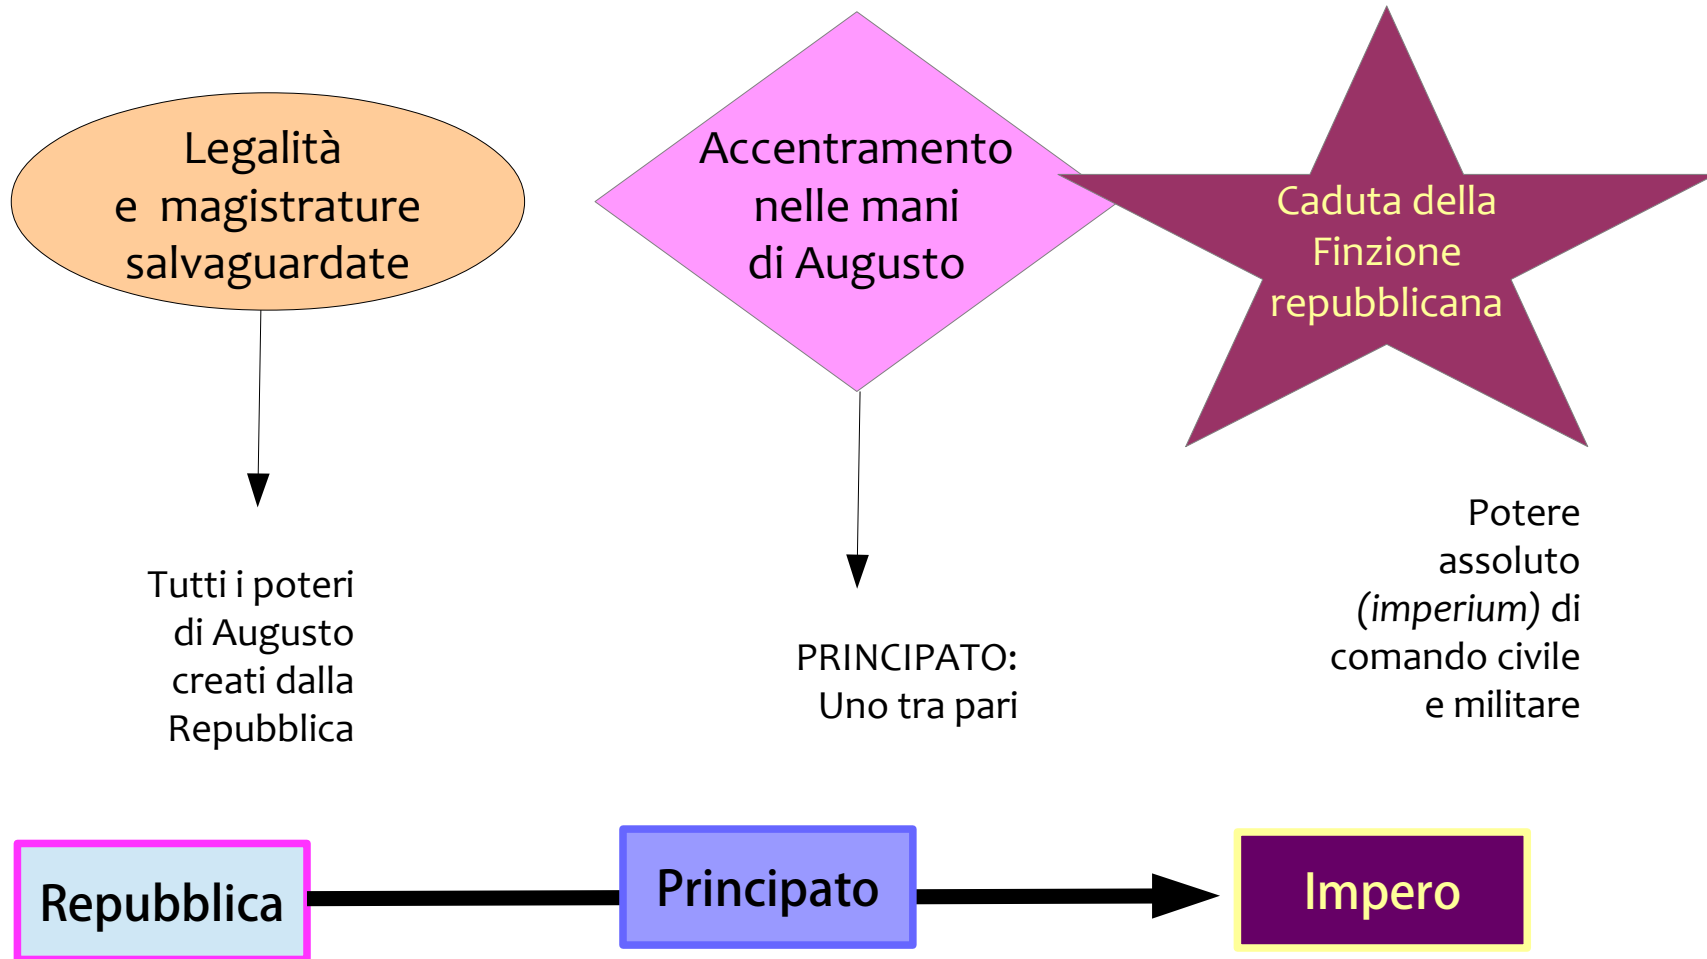 Legalità
e magistrature
salvaguardate
Accentramento
nelle mani
di Augusto
Caduta della
Finzione
repubblicana
Tutti i poteri
di Augusto
creati dalla
Repubblica
PRINCIPATO:
Uno tra pari
Potere
assoluto
(imperium) di
comando civile
e militare
Repubblica
Principato
Impero